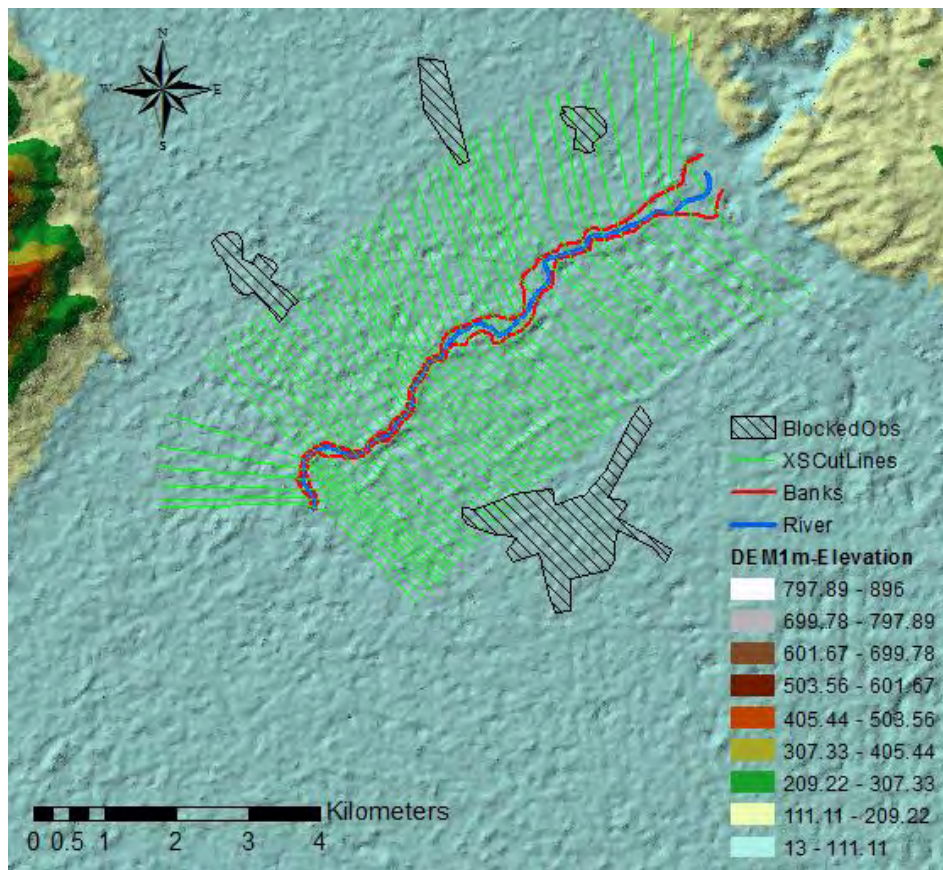 N
W E
S
BlockedObs
XSCutLines
Banks
River
DEM1m-Elevation
797.89 - 896
699.78 - 797.89
601.67 - 699.78
503.56 - 601.67
405.44 - 503.56
307.33 - 405.44
209.22 - 307.33
111.11 - 209.22
13 - 111.11
Kilometers
0 0.5 1 2 3 4